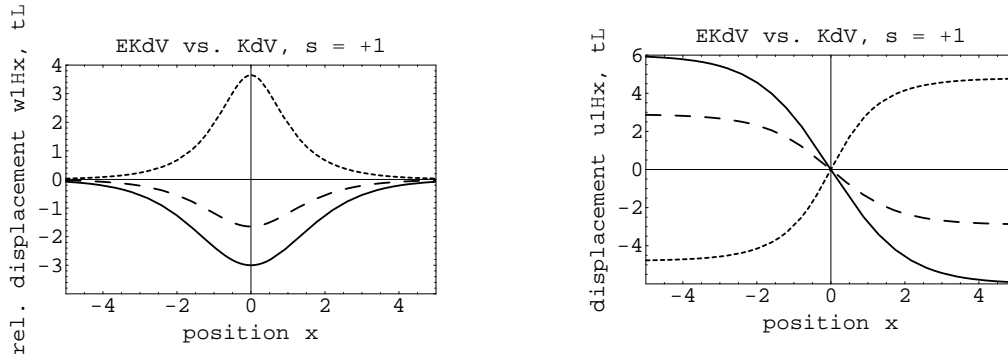 EKdV vs. KdV, s = +1
rel. displacement wlHx, tL
4
3
2
1
0
-1
-2
-3
-4 -2 0 2 4
position x
EKdV vs. KdV, s = +1
displacement ulHx, tL
6
4
2
0
-2
-4
-4 -2 0 2 4
position x